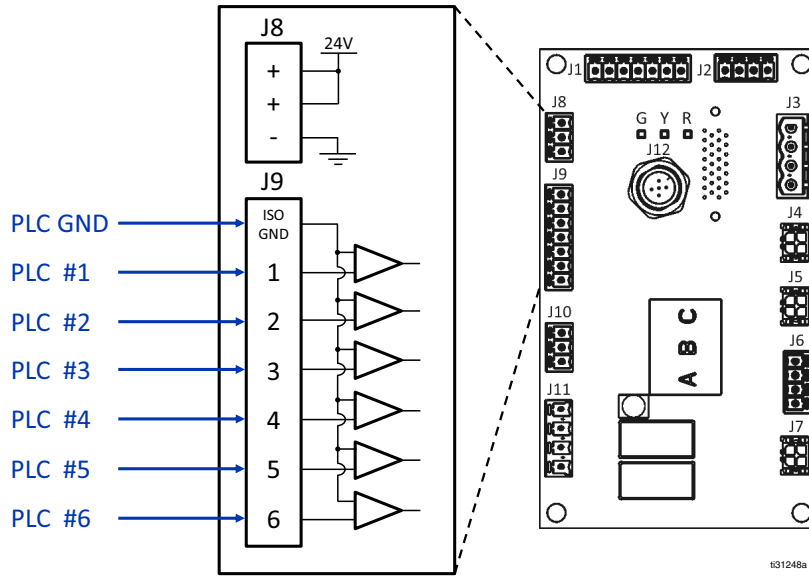 J8
24V
+
+
-
J9
ISO
GND
1
2
3
4
5
6
PLC GND
PLC #1
PLC #2
PLC #3
PLC #4
PLC #5
PLC #6
J1
J2
J8
J3
G Y R
J12
J9
J4
J5
J10
J6
A B C
J11
J7
ti31248a